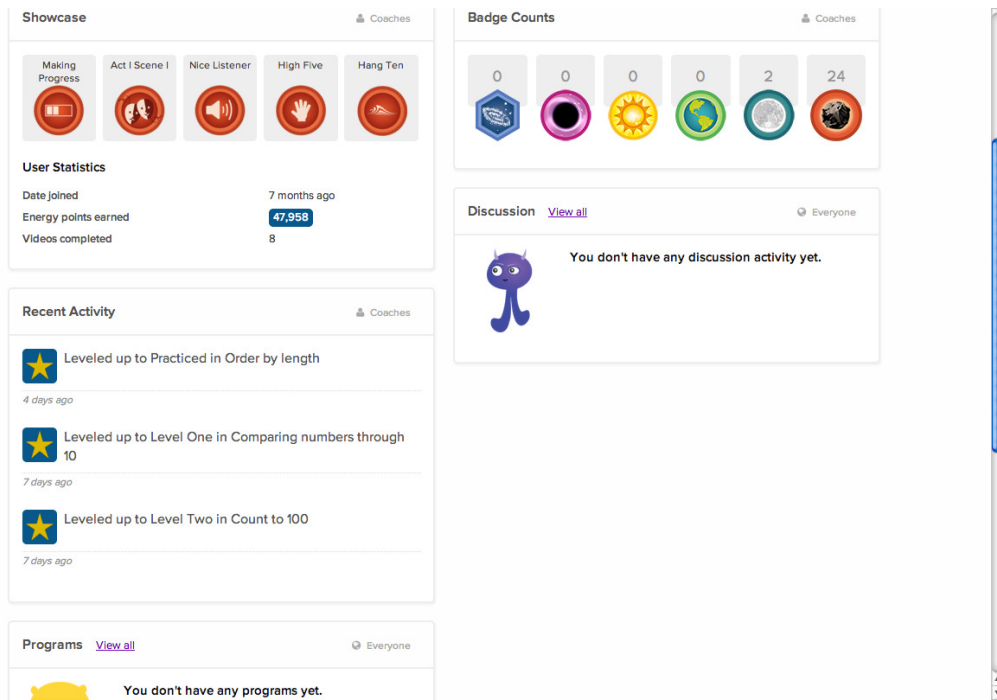 Showcase
Coaches
Making
Progress
Act I Scene I
Nice Listener
High Five
Hang Ten
User Statistics
Date joined 7 months ago
Energy points earned 47,958
Videos completed 8
Recent Activity
Coaches
Leveled up to Practiced in Order by length
4 days ago
Leveled up to Level One in Comparing numbers through
10
7 days ago
Leveled up to Level Two in Count to 100
7 days ago
Programs View all
Everyone
You don't have any programs yet.
Badge Counts
Coaches
0 0 0 0 2 24
Discussion View all
Everyone
You don't have any discussion activity yet.